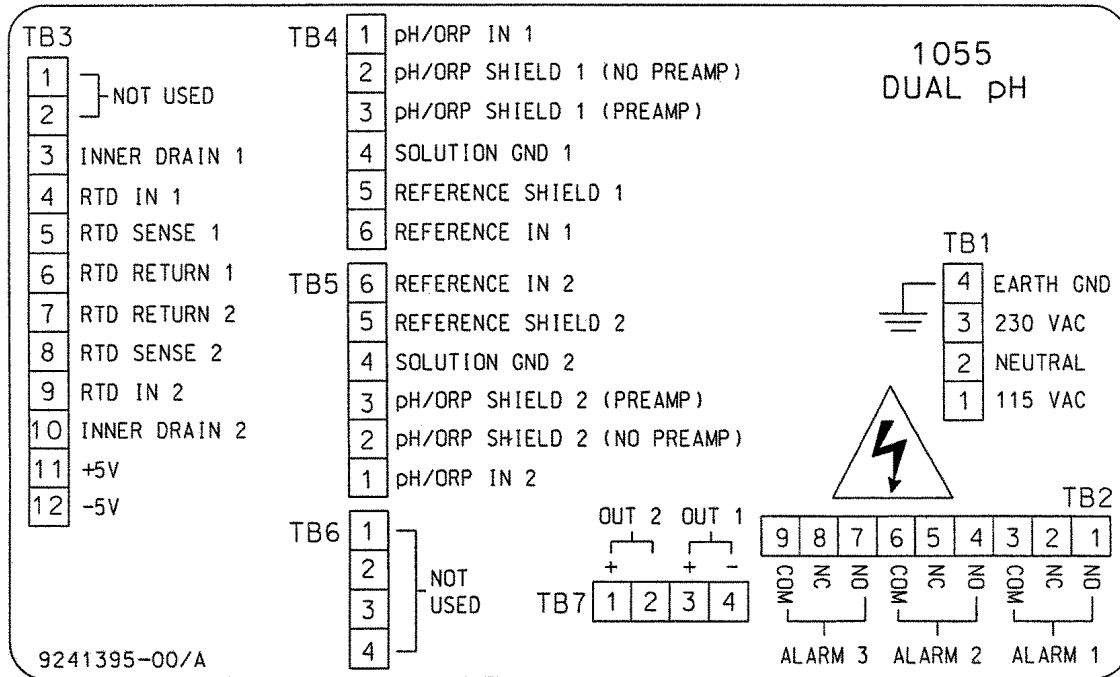 TB3
1
2
NOT USED
3 INNER DRAIN 1
4 RTD IN 1
5 RTD SENSE 1
6 RTD RETURN 1
7 RTD RETURN 2
8 RTD SENSE 2
9 RTD IN 2
10 INNER DRAIN 2
11 +5V
12 -5V
TB4
1 pH/ORP IN 1
2 pH/ORP SHIELD 1 (NO PREAMP)
3 pH/ORP SHIELD 1 (PREAMP)
4 SOLUTION GND 1
5 REFERENCE SHIELD 1
6 REFERENCE IN 1
TB5
6 REFERENCE IN 2
5 REFERENCE SHIELD 2
4 SOLUTION GND 2
3 pH/ORP SHIELD 2 (PREAMP)
2 pH/ORP SHIELD 2 (NO PREAMP)
1 pH/ORP IN 2
TB6
1
2
3
4
NOT
USED
1055
DUAL pH
TB1
4 EARTH GND
3 230 VAC
2 NEUTRAL
1 115 VAC
OUT 2 OUT 1
+ + -
TB7 1 2 3 4
TB2
9 8 7 6 5 4 3 2 1
COM NC NO COM NC NO COM NC NO
ALARM 3 ALARM 2 ALARM 1
9241395-00/A